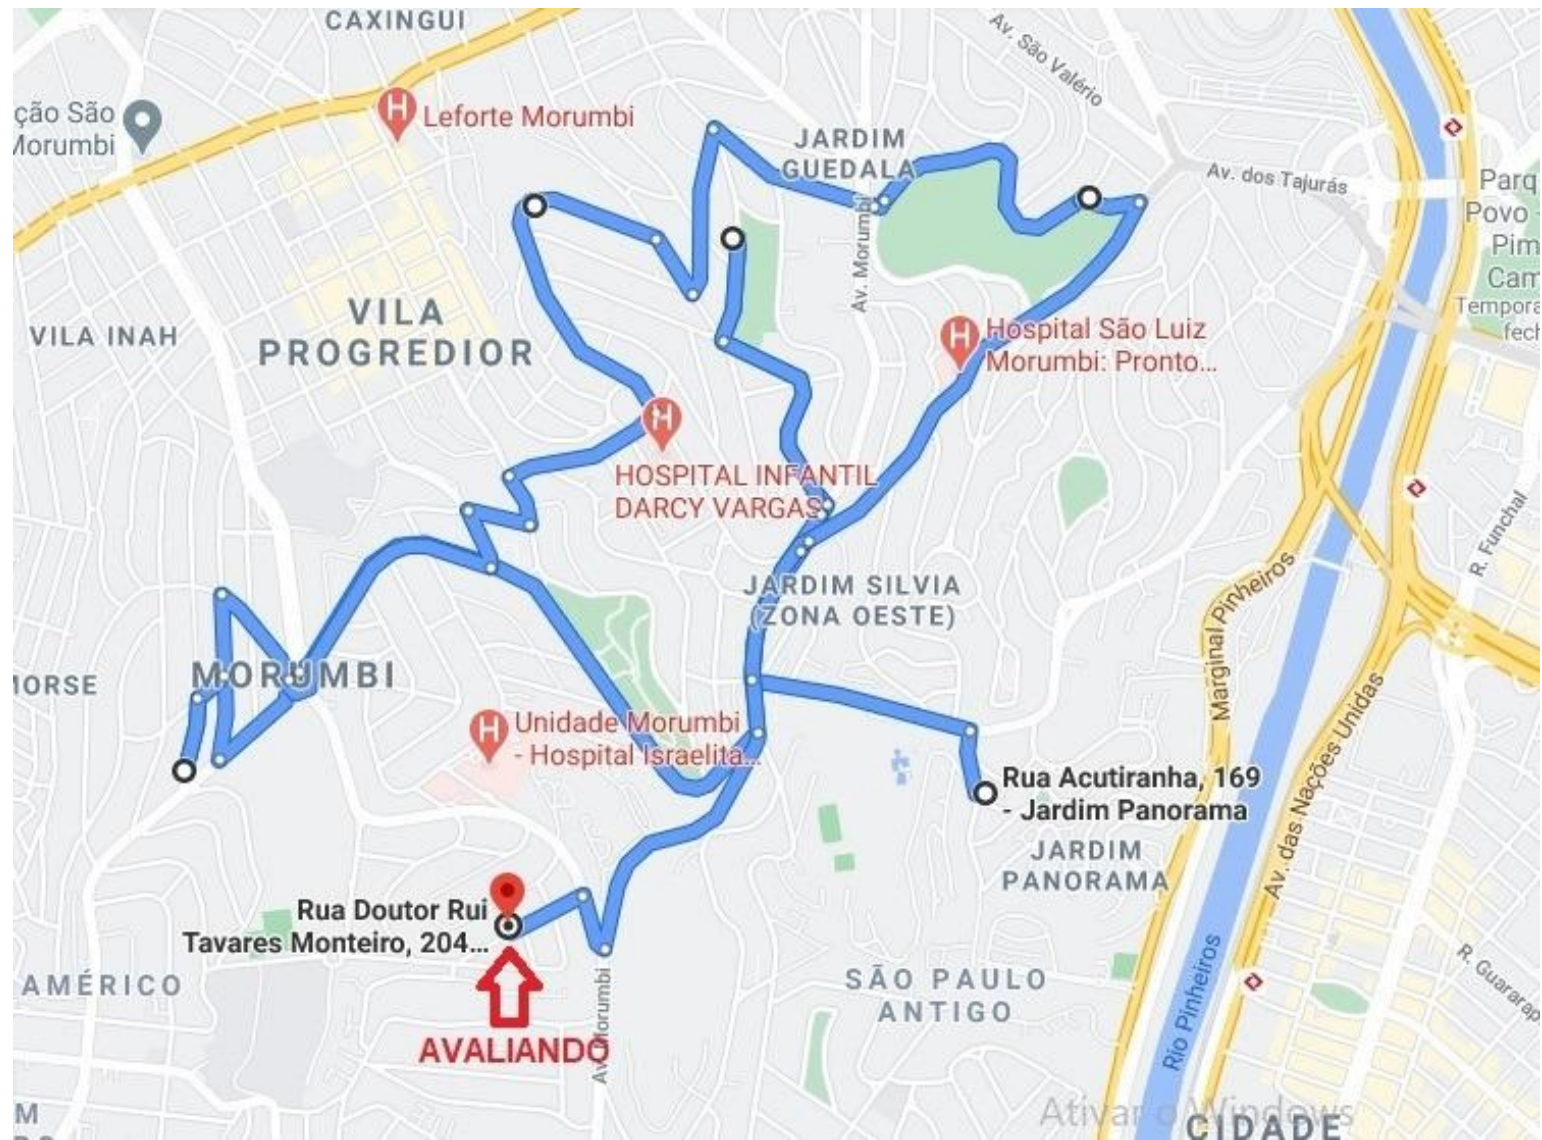 CAXINGUI
Av. São Valério
ção São
Morumbi
Leforte Morumbi
JARDIM
GUEDALA
Av. dos Tajurás
Parq
Povo -
Pim
Cam
Tempora
fech
Av. Morumbi
VILA INAH
VILA
PROGREDIOR
Hospital São Luiz
Morumbi: Pronto...
HOSPITAL INFANTIL
DARCY VARGAS
R. Funchal
JARDIM SILVIA
(ZONA OESTE)
Marginal Pinheiros
MORUMBI
MORSE
Unidade Morumbi
- Hospital Israelita...
Av. das Nações Unidas
Rua Acutiranha, 169
- Jardim Panorama
JARDIM
PANORAMA
Rua Doutor Rui
Tavares Monteiro, 204...
AMÉRICO
SÃO PAULO
ANTIGO
R. Guararap
Rio Pinheiros
AVALIANDO
Av. Morumbi
Ativar o Windows
CIDADE
M